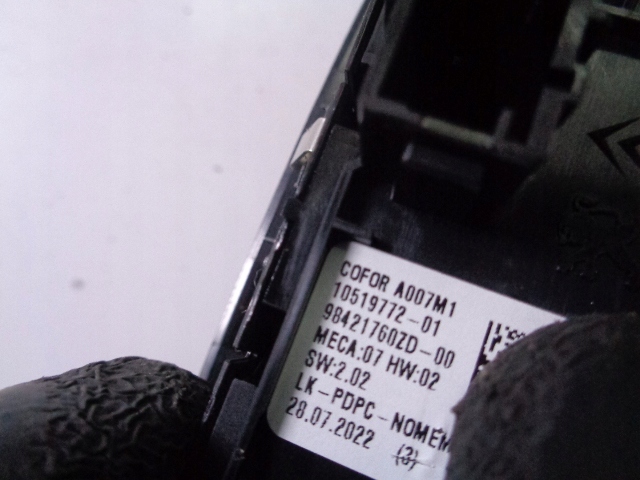 COFOR A007M1
10519772-01
98421760ZD-00
MECA:07 HW:02
SW:2.02
LK-PDPC-NOMEM
28.07.2022 (3)